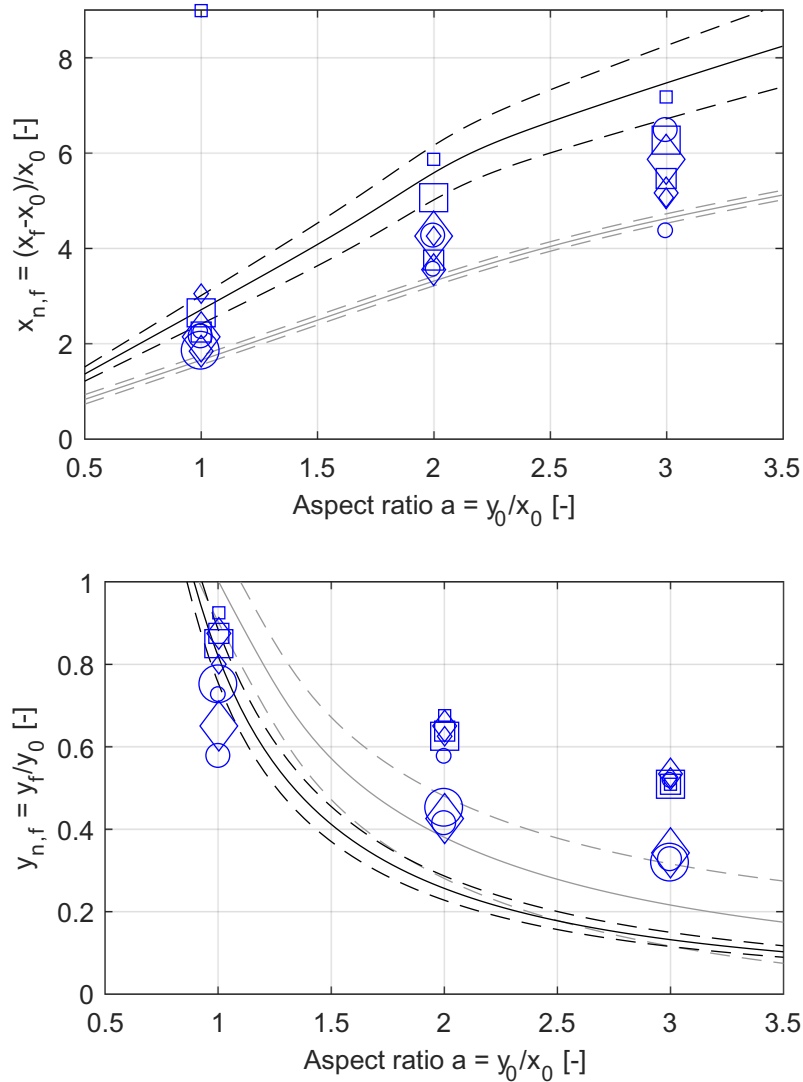 8
6
4
2
0
x_{n,f} = (x_f-x_0)/x_0 [-]
0.5 1 1.5 2 2.5 3 3.5
Aspect ratio a = y_0/x_0 [-]
1
0.8
0.6
0.4
0.2
0
y_{n,f} = y_f/y_0 [-]
0.5 1 1.5 2 2.5 3 3.5
Aspect ratio a = y_0/x_0 [-]